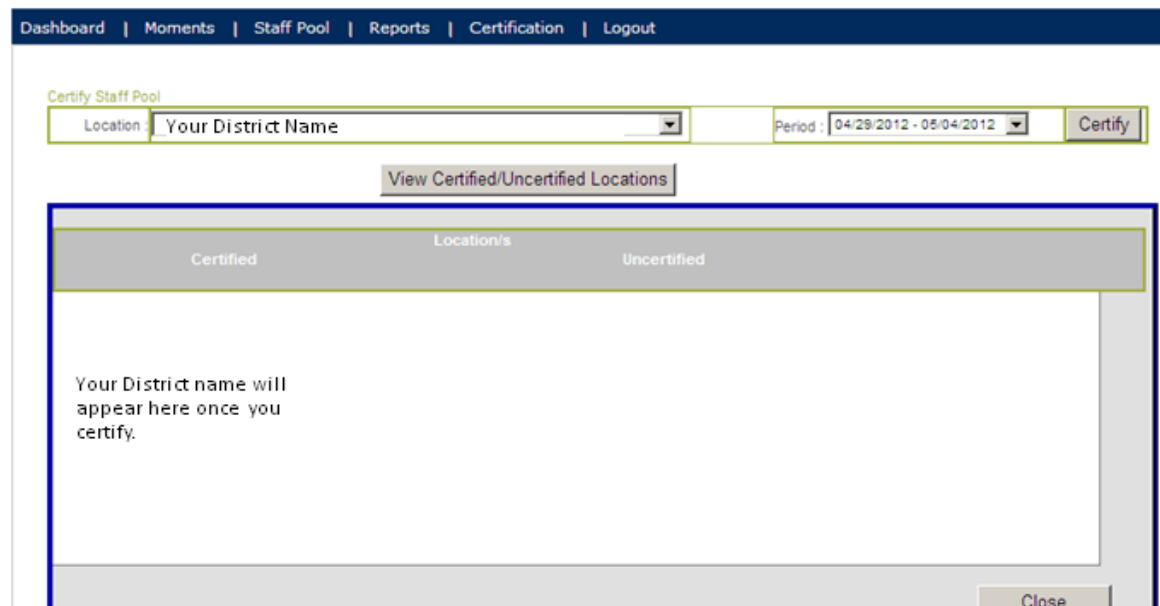 Dashboard | Moments | Staff Pool | Reports | Certification | Logout
Certify Staff Pool
Location : Your District Name Period : 04/29/2012 - 05/04/2012 Certify
View Certified/Uncertified Locations
Location/s
Certified Uncertified
Your District name will
appear here once you
certify.
Close